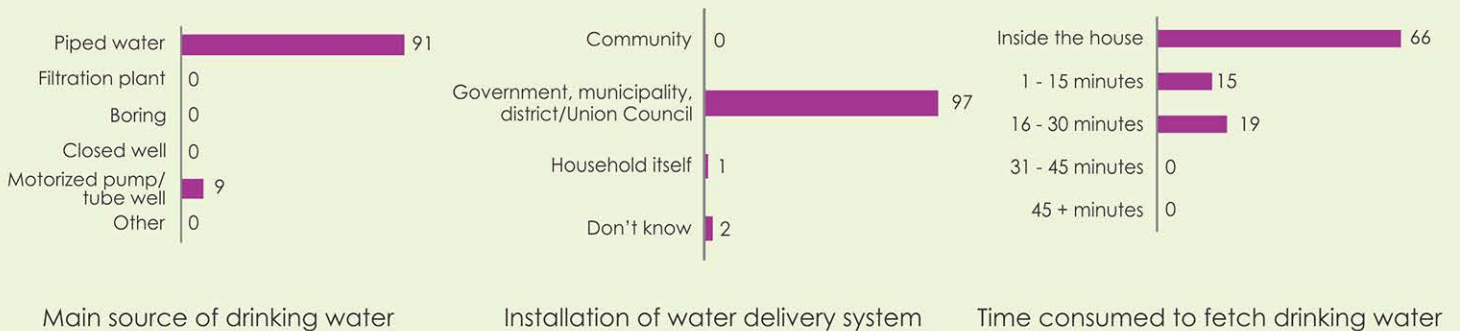 Piped water 91
Filtration plant 0
Boring 0
Closed well 0
Motorized pump/
tube well 9
Other 0
Main source of drinking water
Community 0
Government, municipality,
district/Union Council 97
Household itself 1
Don't know 2
Installation of water delivery system
Inside the house 66
1 - 15 minutes 15
16 - 30 minutes 19
31 - 45 minutes 0
45 + minutes 0
Time consumed to fetch drinking water